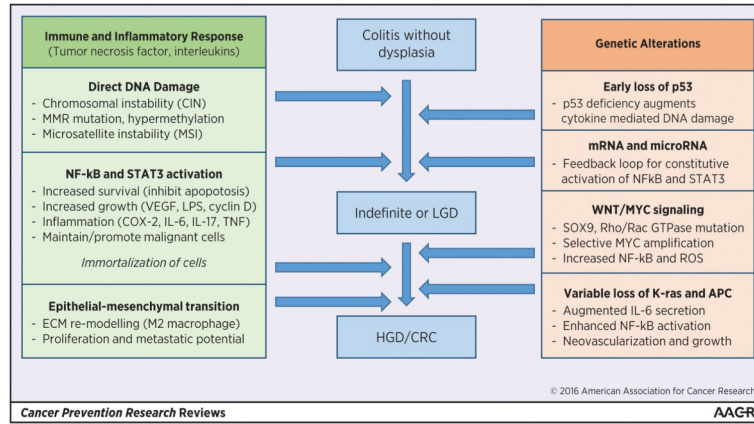 Immune and Inflammatory Response
(Tumor necrosis factor, interleukins)
Direct DNA Damage
- Chromosomal instability (CIN)
- MMR mutation, hypermethylation
- Microsatellite instability (MSI)
NF-kB and STAT3 activation
- Increased survival (inhibit apopotosis)
- Increased growth (VEGF, LPS, cyclin D)
- Inflammation (COX-2, IL-6, IL-17, TNF)
- Maintain/promote malignant cells
Immortalization of cells
Epithelial-mesenchymal transition
- ECM re-modelling (M2 macrophage)
- Proliferation and metastatic potential
Colitis without
dysplasia
Indefinite or LGD
HGD/CRC
Genetic Alterations
Early loss of p53
- p53 deficiency augments
cytokine mediated DNA damage
mRNA and microRNA
- Feedback loop for constitutive
activation of NFkB and STAT3
WNT/MYC signaling
- SOX9, Rho/Rac GTPase mutation
- Selective MYC amplification
- Increased NF-kB and ROS
Variable loss of K-ras and APC
- Augmented IL-6 secretion
- Enhanced NF-kB activation
- Neovascularization and growth
© 2016 American Association for Cancer Research
Cancer Prevention Research Reviews
AACR